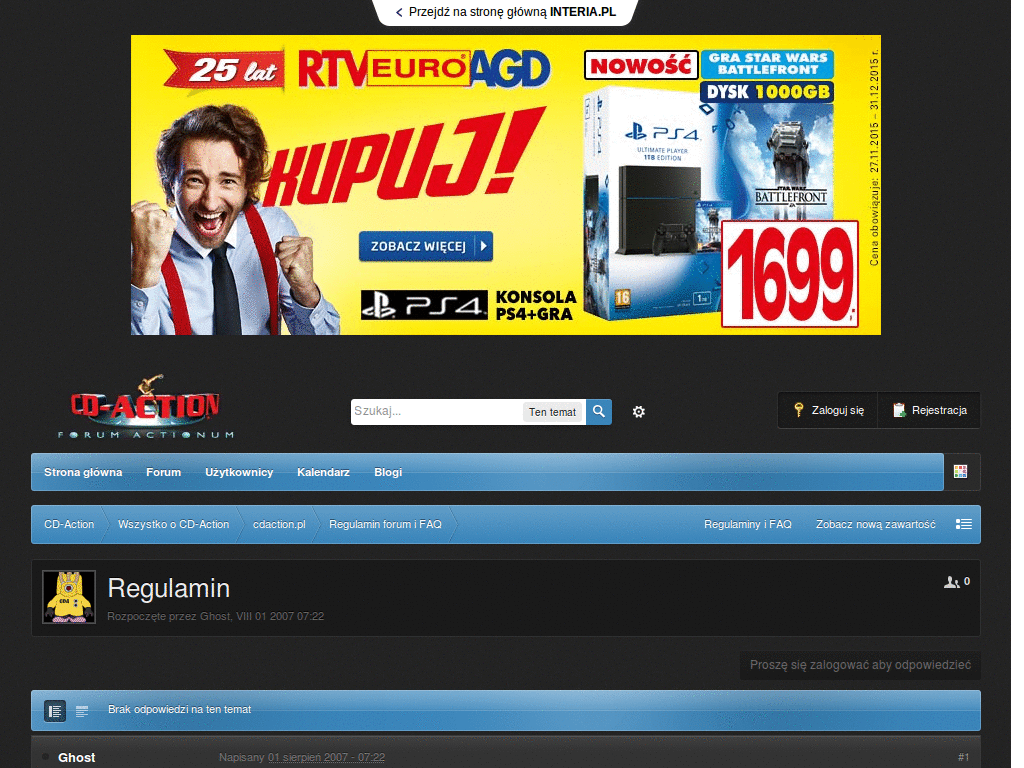 Przejdź na stronę główną INTERIA.PL
25 lat RTV EURO AGD
NOWOŚĆ
GRA STAR WARS
BATTLEFRONT
DYSK 1000GB
KUPUJ!
PS4
ULTIMATE PLAYER
1TB EDITION
STAR WARS
BATTLEFRONT
ZOBACZ WIĘCEJ
PS4 KONSOLA
PS4+GRA
16
1TB
1699,-
Cena obowiązuje: 27.11.2015 – 31.12.2015 r.
CD-ACTION
FORUM ACTIONUM
Szukaj... Ten temat
Zaloguj się Rejestracja
Strona główna Forum Użytkownicy Kalendarz Blogi
CD-Action Wszystko o CD-Action cdaction.pl Regulamin forum i FAQ Regulaminy i FAQ Zobacz nową zawartość
Regulamin 0
Rozpoczęte przez Ghost, VIII 01 2007 07:22
Proszę się zalogować aby odpowiedzieć
Brak odpowiedzi na ten temat
Ghost Napisany 01 sierpień 2007 - 07:22 #1